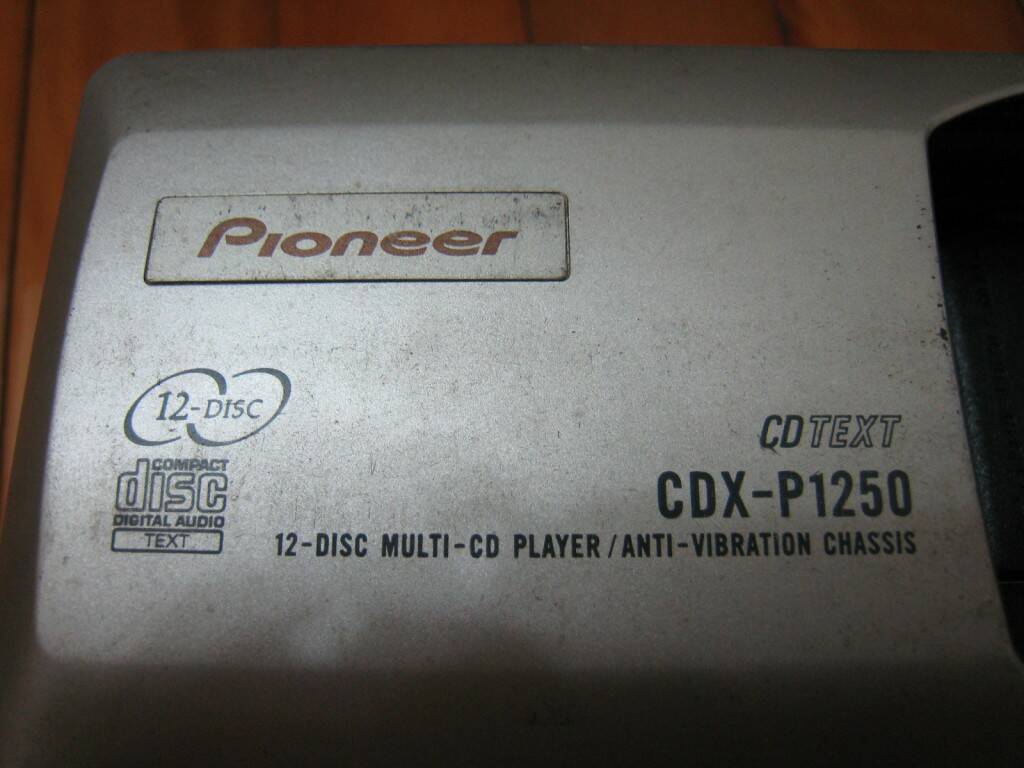 Pioneer
12-DISC
COMPACT
disc
DIGITAL AUDIO
TEXT
CD TEXT
CDX-P1250
12-DISC MULTI-CD PLAYER/ANTI-VIBRATION CHASSIS